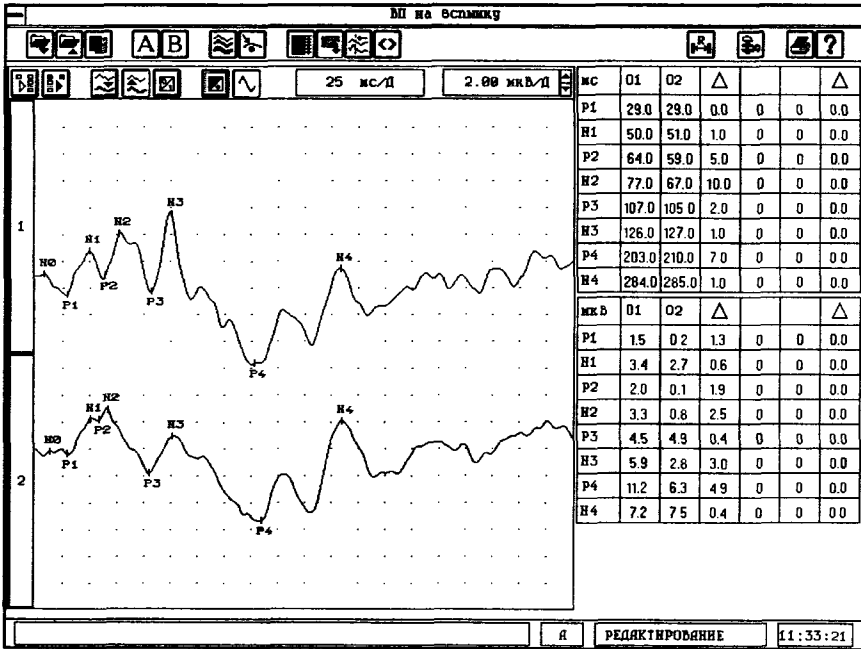 ВП на вспышку
A B R ?
25 мс/Д 2.00 мкВ/Д
мс O1 O2 △ △
P1 29.0 29.0 0.0 0 0 0.0
N1 50.0 51.0 1.0 0 0 0.0
P2 64.0 59.0 5.0 0 0 0.0
N2 77.0 67.0 10.0 0 0 0.0
P3 107.0 105 0 2.0 0 0 0.0
N3 126.0 127.0 1.0 0 0 0.0
P4 203.0 210.0 7 0 0 0 0.0
N4 284.0 285.0 1.0 0 0 0.0
мкВ O1 O2 △ △
P1 1.5 0 2 1.3 0 0 0.0
N1 3.4 2.7 0.6 0 0 0.0
P2 2.0 0.1 1.9 0 0 0.0
N2 3.3 0.8 2.5 0 0 0.0
P3 4.5 4.9 0.4 0 0 0.0
N3 5.9 2.8 3.0 0 0 0.0
P4 11.2 6.3 4 9 0 0 0.0
N4 7.2 7 5 0.4 0 0 0 0
1
N0 P1 N1 P2 N2 P3 N3 P4 N4
2
N0 P1 N1 P2 N2 P3 N3 P4 N4
Я РЕДАКТИРОВАНИЕ 11:33:21